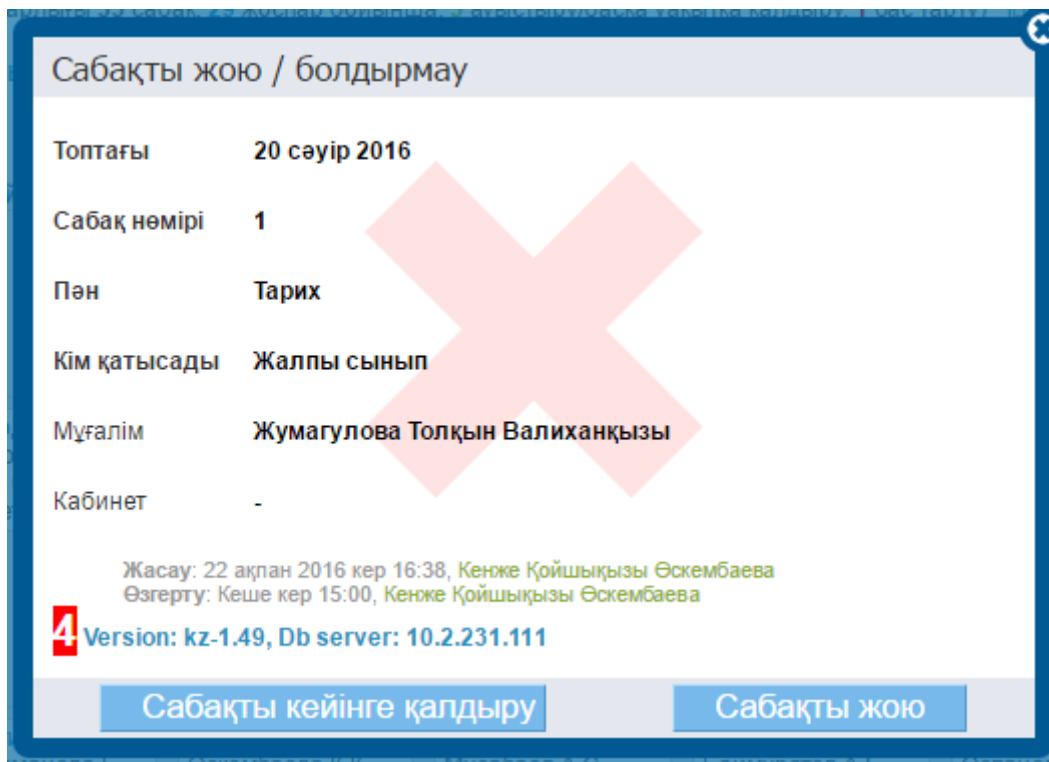 Сабақты жою / болдырмау
Топтағы 20 сәуір 2016
Сабақ нөмірі 1
Пән Тарих
Кім қатысады Жалпы сынып
Мұғалім Жумагулова Толқын Валиханқызы
Кабинет -
Жасау: 22 ақпан 2016 кер 16:38, Кенже Қойшықызы Өскембаева
Өзгерту: Кеше кер 15:00, Кенже Қойшықызы Өскембаева
4 Version: kz-1.49, Db server: 10.2.231.111
Сабақты кейінге қалдыру Сабақты жою